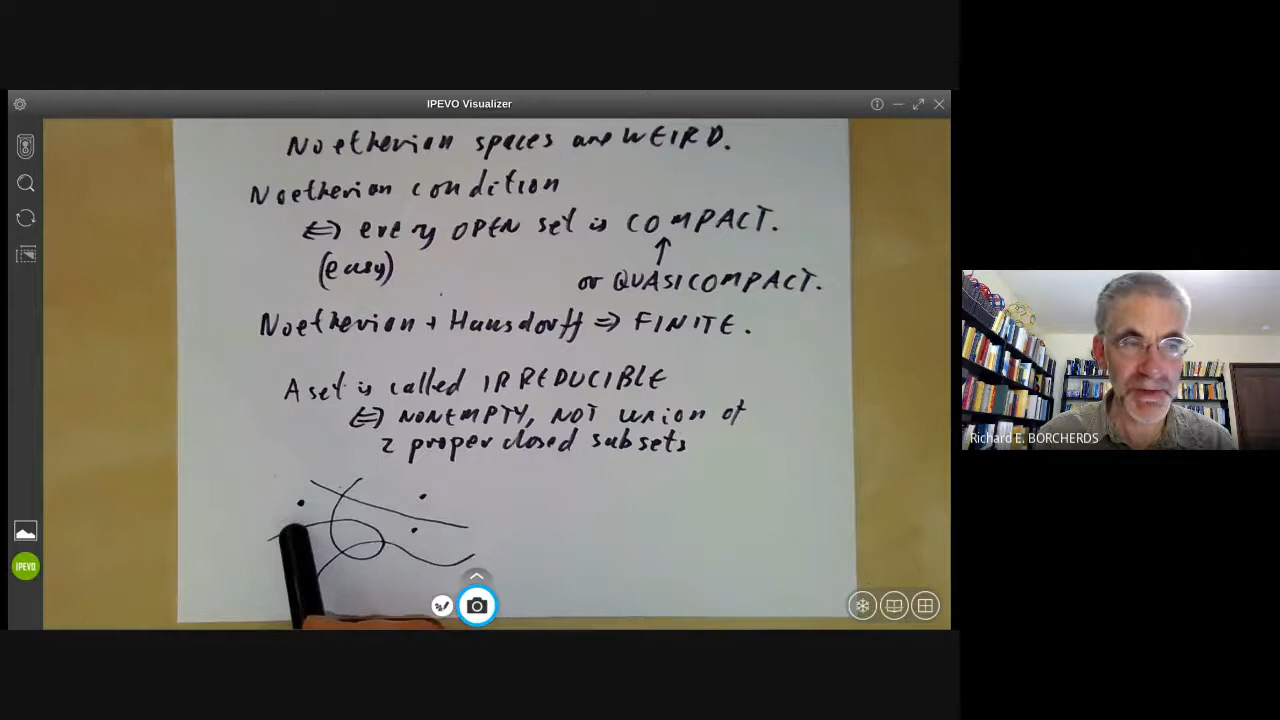 IPEVO Visualizer
Noetherian spaces are WEIRD.
Noetherian condition
⇔ every OPEN set is COMPACT.
(easy)
↑
or QUASICOMPACT.
Noetherian + Hausdorff ⇒ FINITE.
A set is called IRREDUCIBLE
⇔ NONEMPTY, NOT union of
2 proper closed subsets
Richard E. BORCHERDS
IPEVO